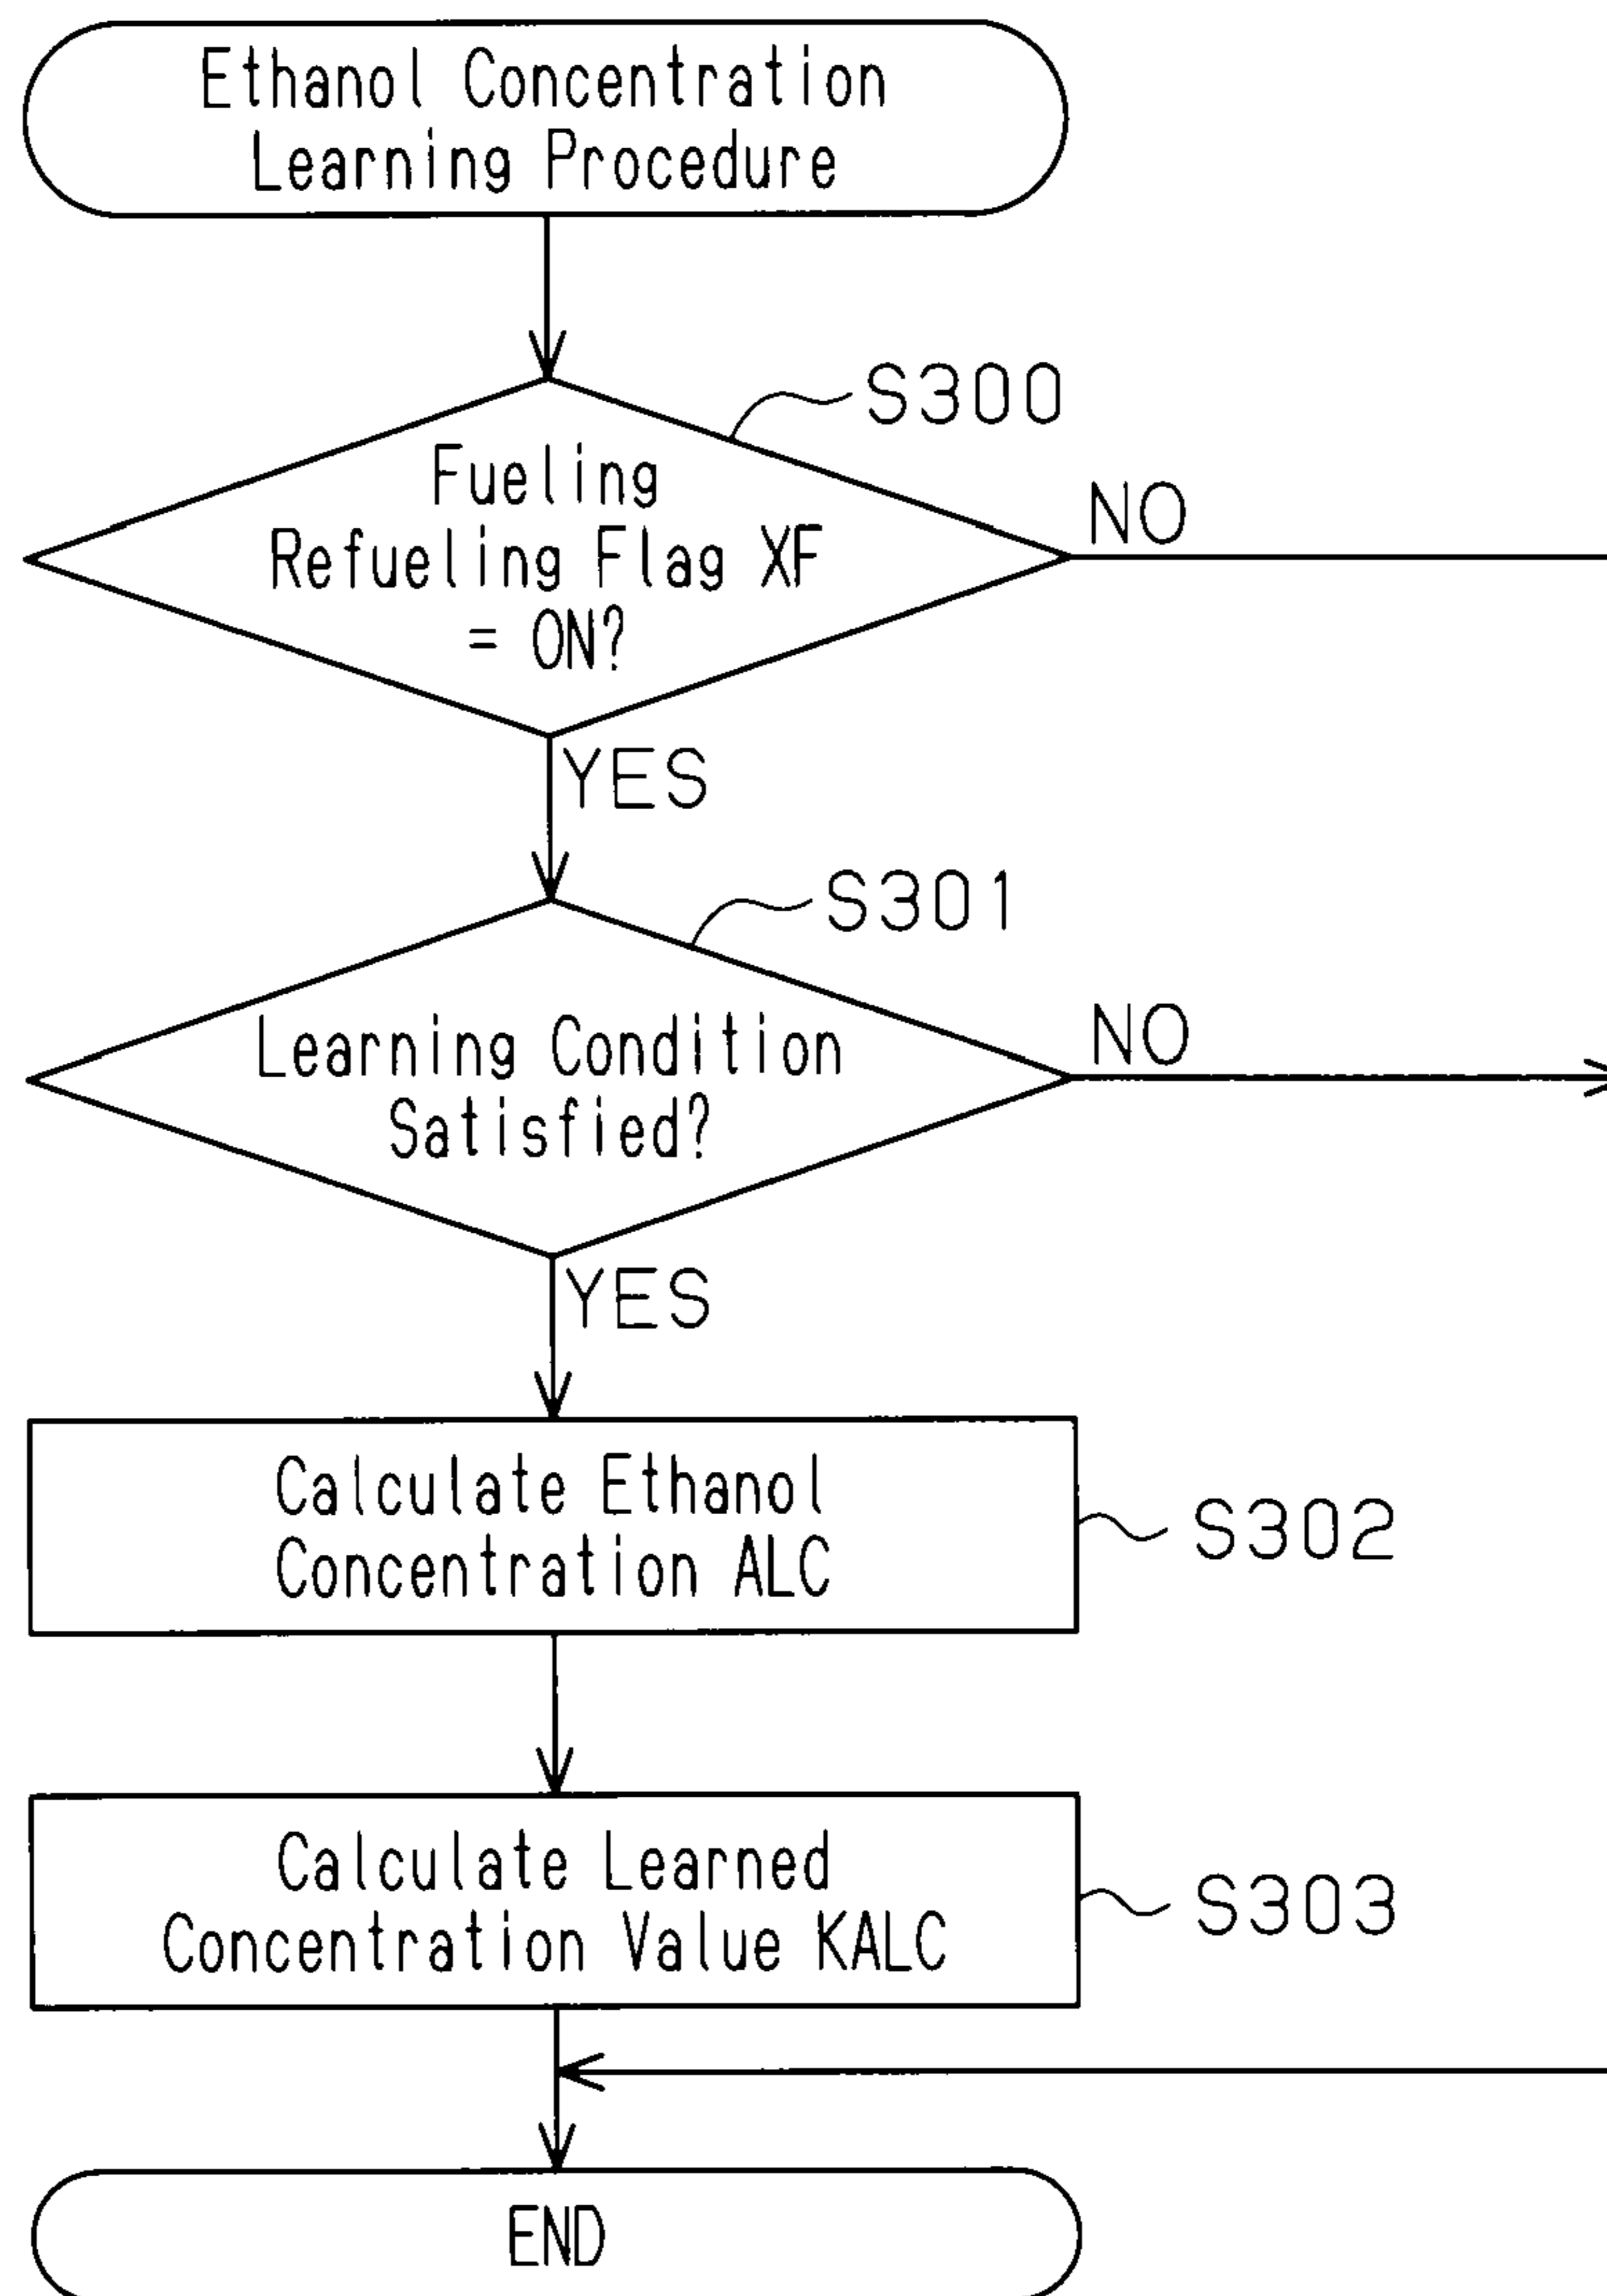 Ethanol Concentration
Learning Procedure
S300
Fueling
Refueling Flag XF
= ON?
NO
YES
S301
Learning Condition
Satisfied?
NO
YES
Calculate Ethanol
Concentration ALC
S302
Calculate Learned
Concentration Value KALC
S303
END